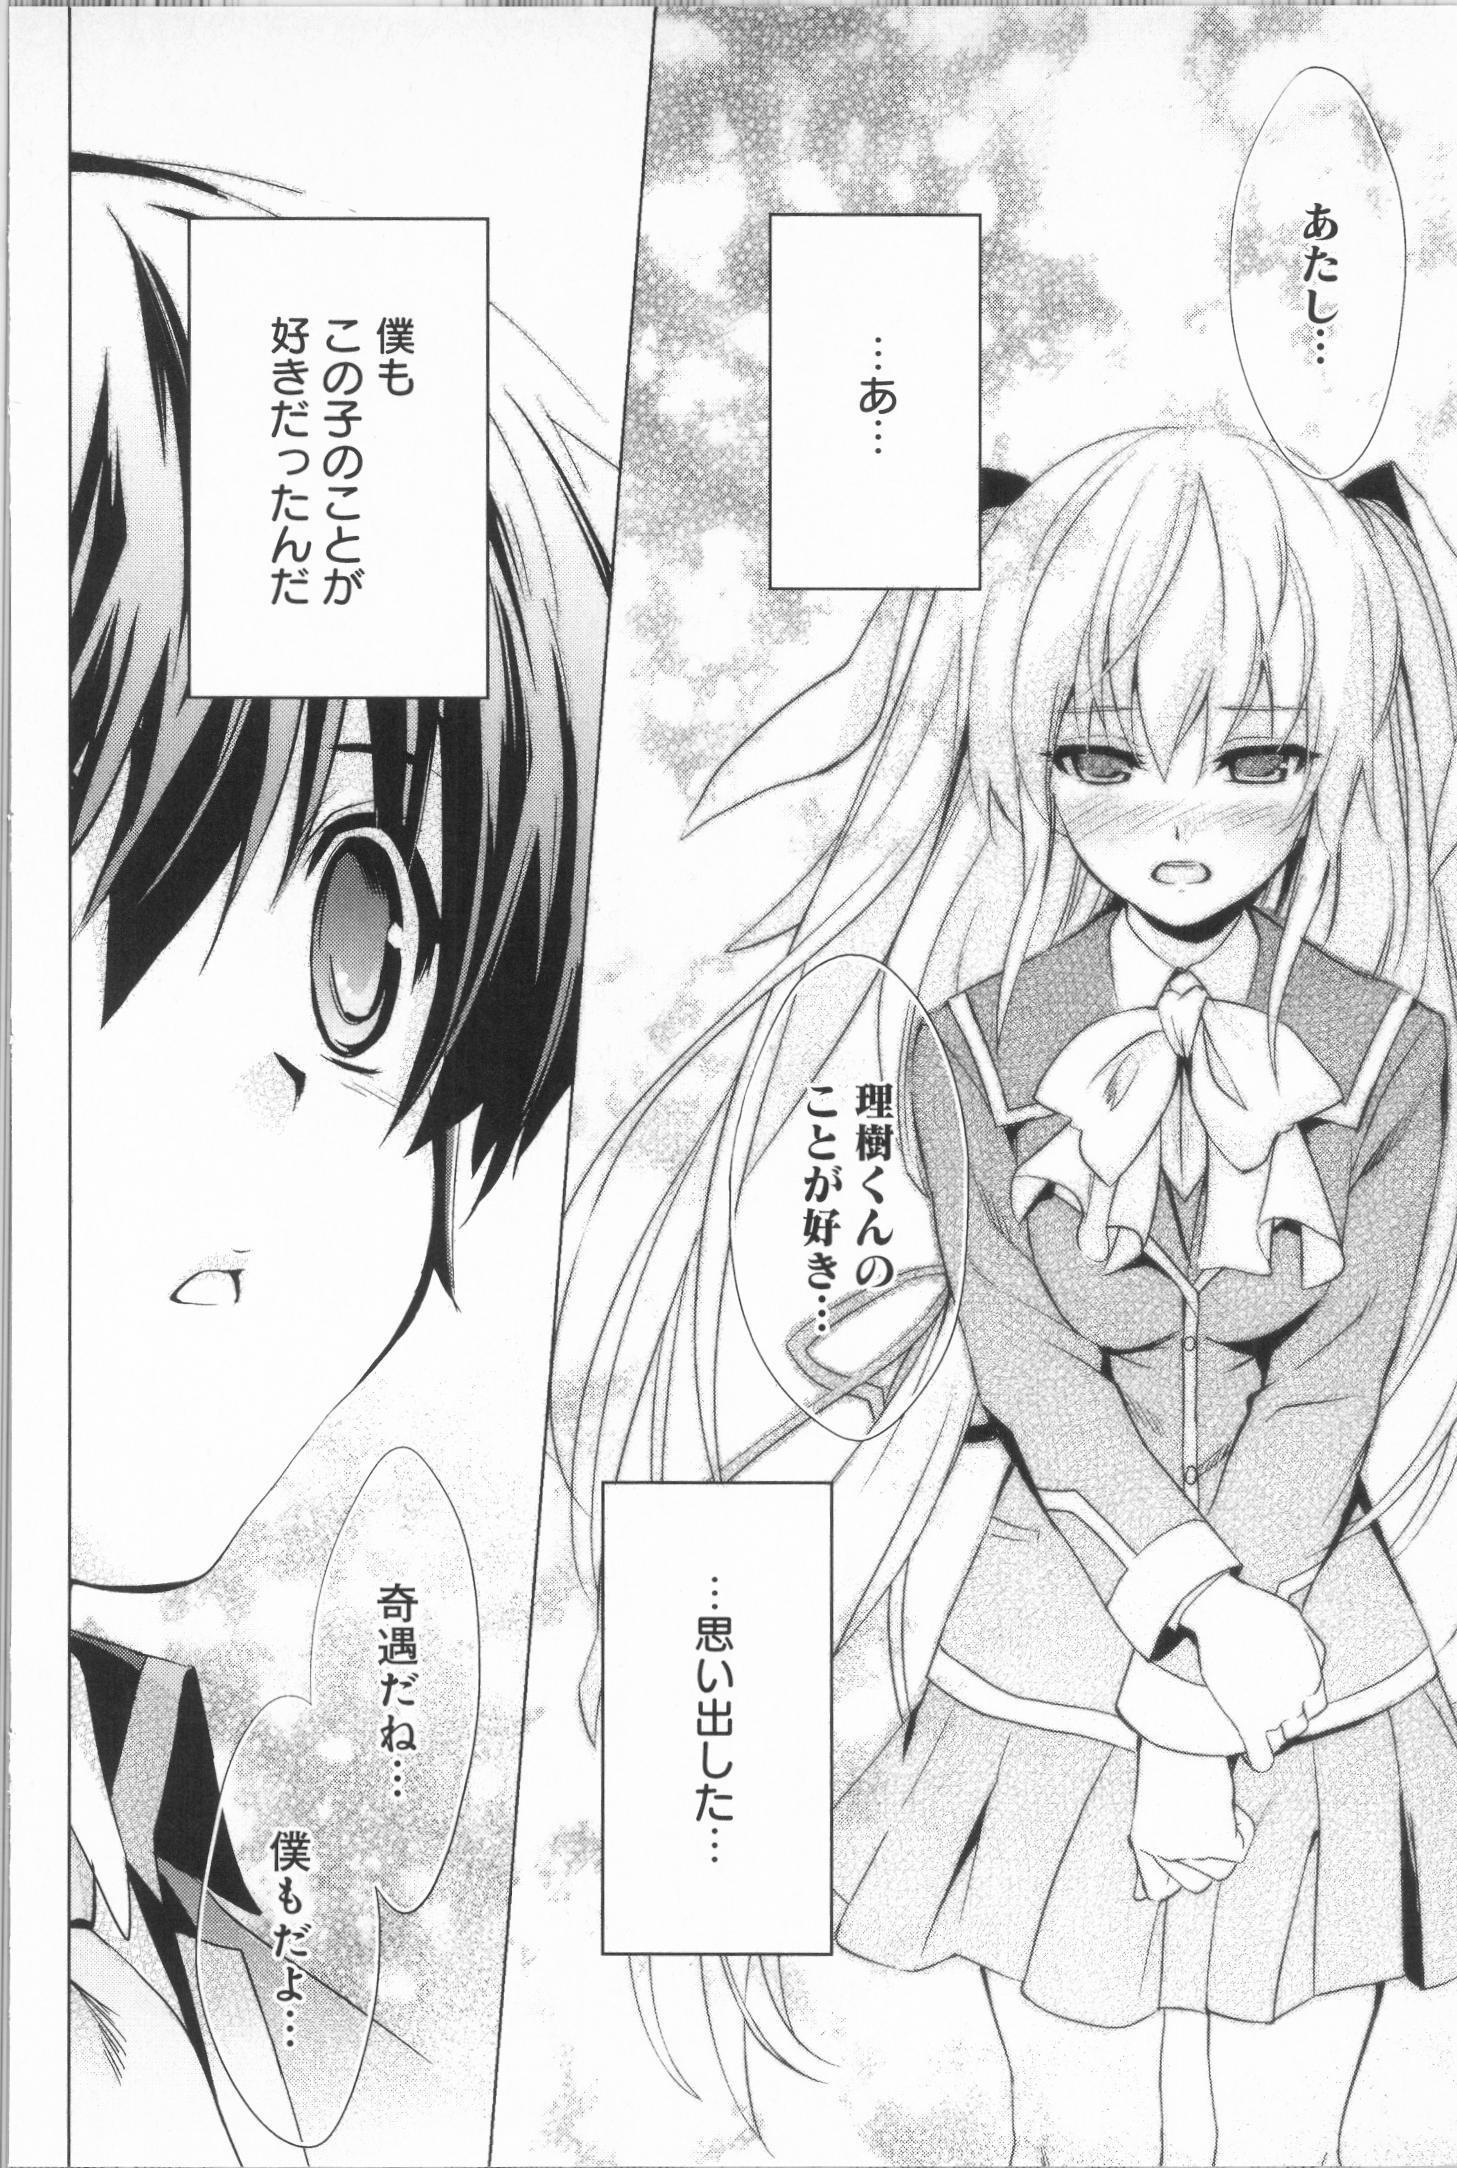 あたし…
…あ…
理樹くんの
ことが好き…
…思い出した…
僕も
この子のことが
好きだったんだ
奇遇だね…
僕もだよ…